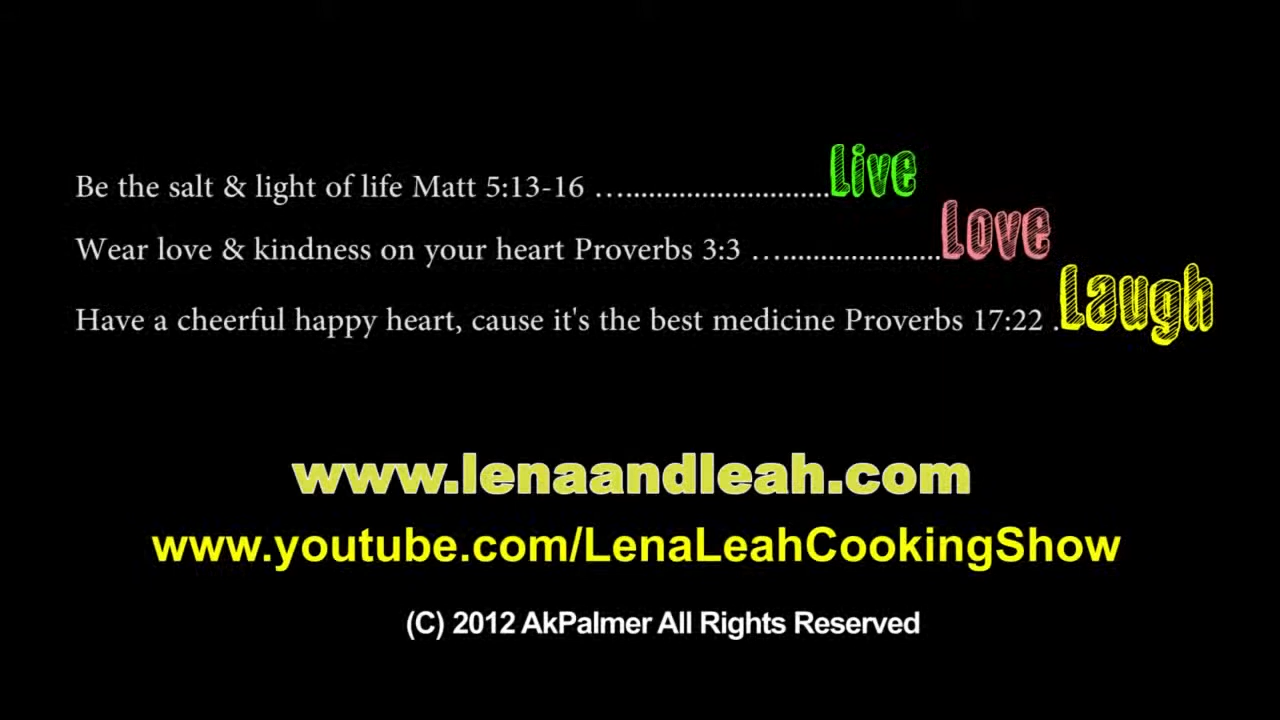 Be the salt & light of life Matt 5:13-16 …...........................Live
Wear love & kindness on your heart Proverbs 3:3 ….....................Love
Have a cheerful happy heart, cause it's the best medicine Proverbs 17:22 .Laugh
www.lenaandleah.com
www.youtube.com/LenaLeahCookingShow
(C) 2012 AkPalmer All Rights Reserved